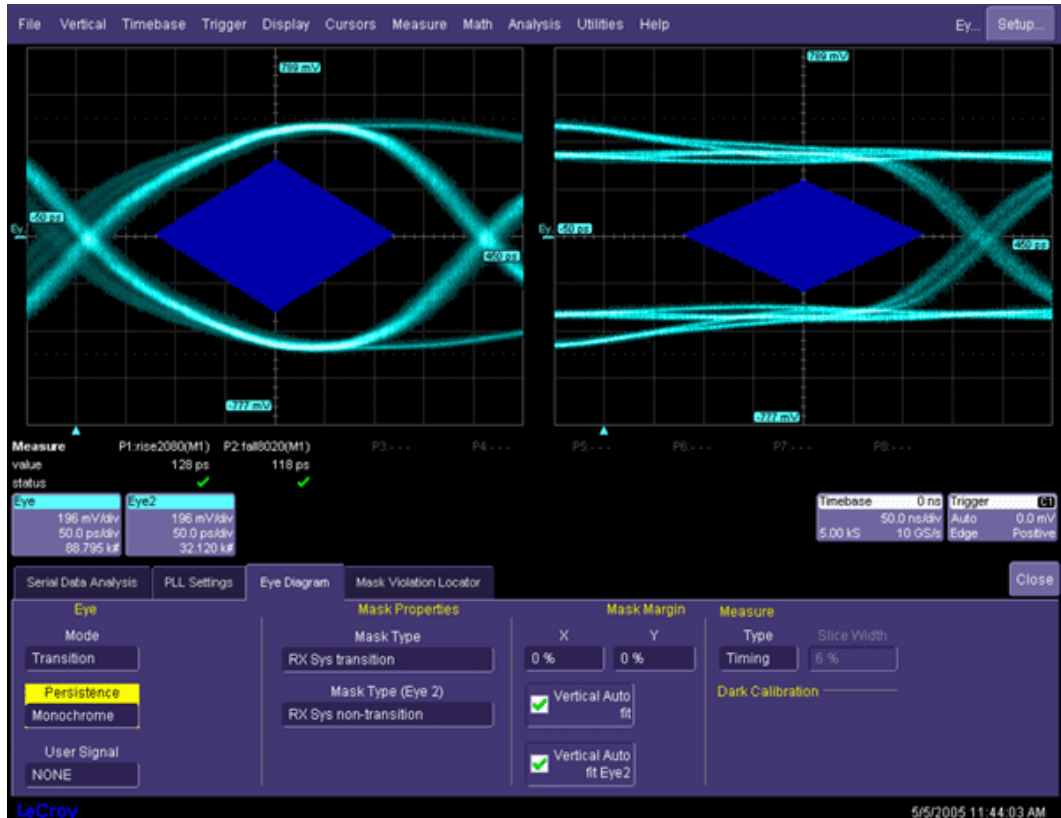 File Vertical Timebase Trigger Display Cursors Measure Math Analysis Utilities Help Ey... Setup...
789 mV
789 mV
-50 ps
-50 ps
Ey.
Ey.
460 ps
460 ps
-777 mV
-777 mV
Measure P1:rise2080(M1) P2:fall8020(M1) P3:--- P4:--- P5:--- P6:--- P7:--- P8:---
value 128 ps 118 ps
status
Eye Eye2 Timebase 0 ns Trigger C1
196 mV/div 196 mV/div 50.0 ns/div Auto 0.0 mV
50.0 ps/div 50.0 ps/div 5.00 kS 10 GS/s Edge Positive
88.795 k# 32.120 k#
Serial Data Analysis PLL Settings Eye Diagram Mask Violation Locator Close
Eye Mask Properties Mask Margin Measure
Mode Mask Type X Y Type Slice Width
Transition RX Sys transition 0 % 0 % Timing 6 %
Persistence Mask Type (Eye 2) Vertical Auto fit Dark Calibration
Monochrome RX Sys non-transition
User Signal Vertical Auto fit Eye2
NONE
LeCroy 5/5/2005 11:44:03 AM